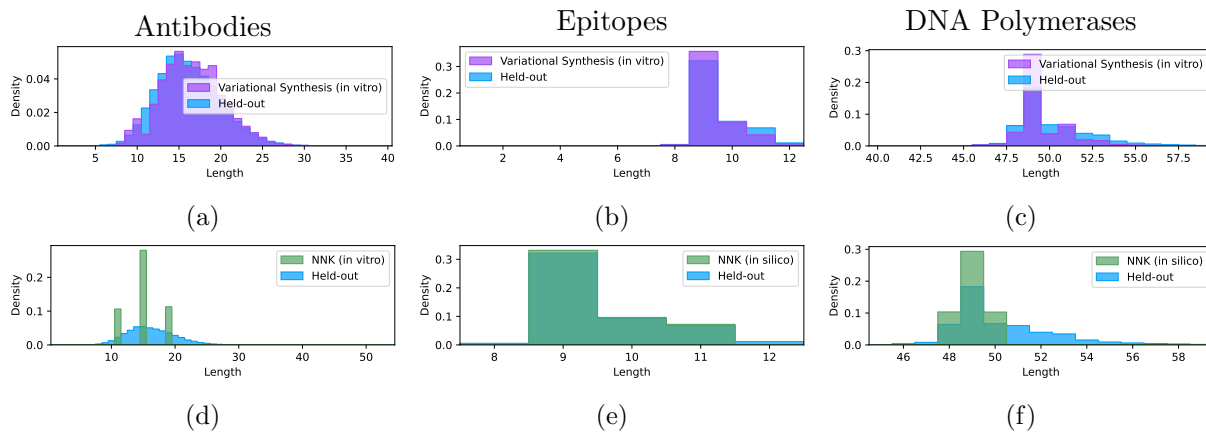 Antibodies
Epitopes
DNA Polymerases
Density
0.04
0.02
0.00
Variational Synthesis (in vitro)
Held-out
5 10 15 20 25 30 35 40
Length
(a)
Density
0.3
0.2
0.1
0.0
Variational Synthesis (in vitro)
Held-out
2 4 6 8 10 12
Length
(b)
Density
0.3
0.2
0.1
0.0
Variational Synthesis (in vitro)
Held-out
40.0 42.5 45.0 47.5 50.0 52.5 55.0 57.5
Length
(c)
Density
0.2
0.1
0.0
NNK (in vitro)
Held-out
10 20 30 40 50
Length
(d)
Density
0.3
0.2
0.1
0.0
NNK (in silico)
Held-out
8 9 10 11 12
Length
(e)
Density
0.3
0.2
0.1
0.0
NNK (in silico)
Held-out
46 48 50 52 54 56 58
Length
(f)